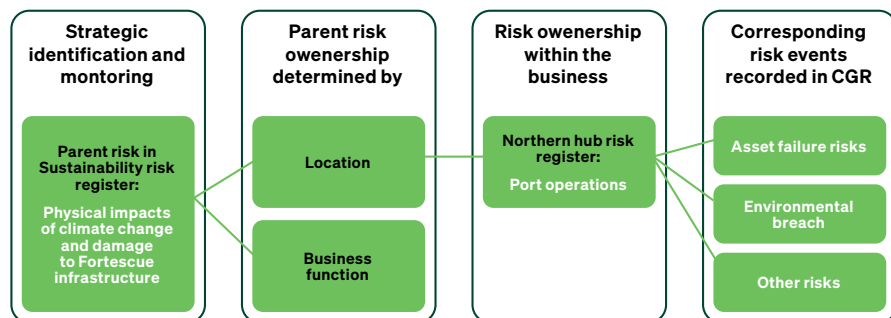 Strategic
identification and
montoring
Parent risk in
Sustainability risk
register:
Physical impacts
of climate change
and damage
to Fortescue
infrastructure
Parent risk
owenership
determined by
Location
Business
function
Risk owenership
within the
business
Northern hub risk
register:
Port operations
Corresponding
risk events
recorded in CGR
Asset failure risks
Environmental
breach
Other risks